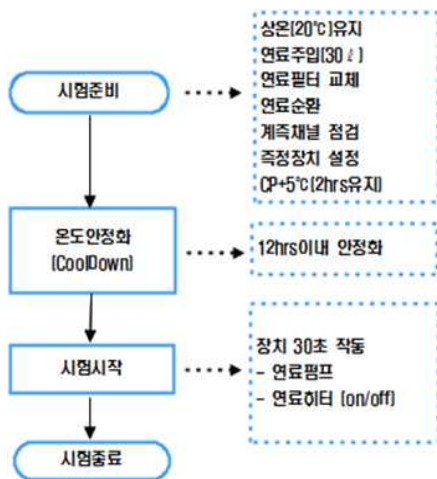 시험준비
상온(20℃)유지
연료주입(30ℓ)
연료필터 교체
연료순환
계측채널 점검
측정장치 설정
CP+5℃(2hrs유지)
온도안정화
(CoolDown)
12hrs이내 안정화
시험시작
장치 30초 작동
- 연료펌프
- 연료히터 (on/off)
시험종료